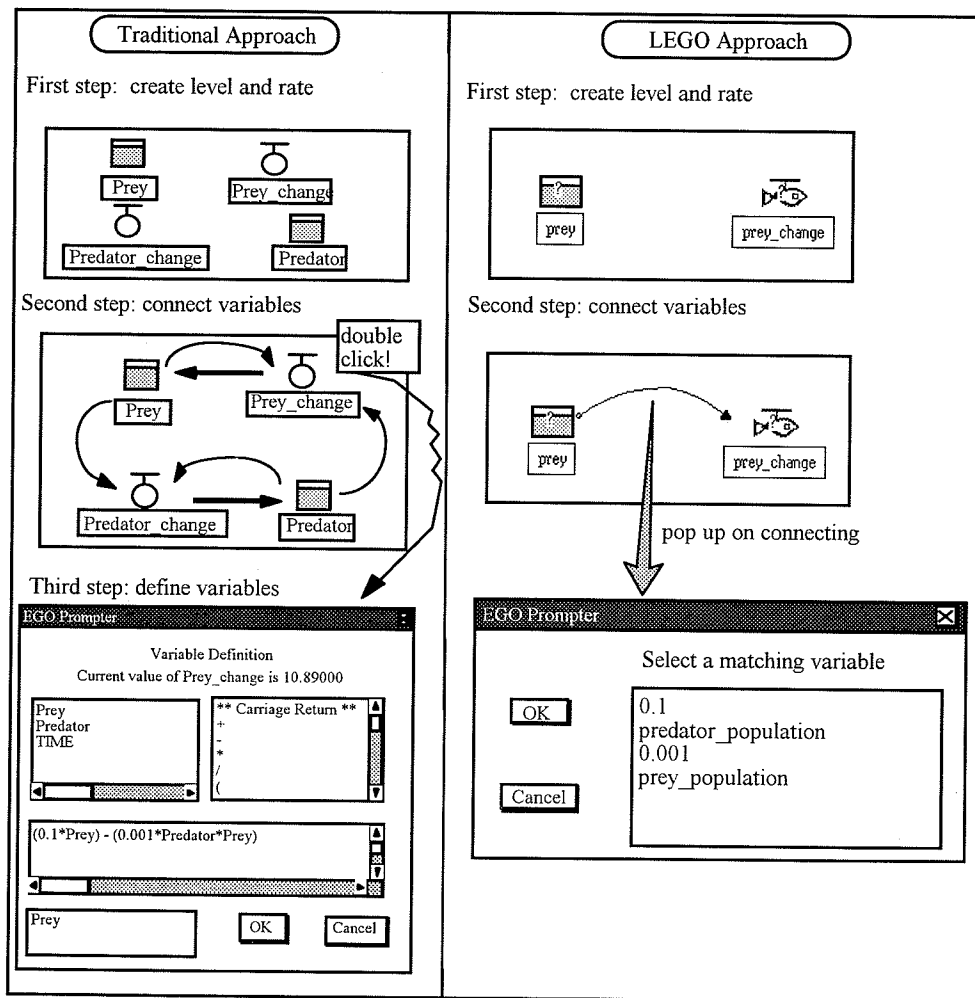 Traditional Approach
First step: create level and rate
Prey
Prey_change
Predator_change
Predator
Second step: connect variables
double
click!
Prey
Prey_change
Predator_change
Predator
Third step: define variables
EGO Prompter
Variable Definition
Current value of Prey_change is 10.89000
Prey
Predator
TIME
** Carriage Return **
+
-
*
/
(
(0.1*Prey) - (0.001*Predator*Prey)
Prey
OK
Cancel
LEGO Approach
First step: create level and rate
?
prey
?
prey_change
Second step: connect variables
?
prey
?
prey_change
pop up on connecting
EGO Prompter
Select a matching variable
OK
Cancel
0.1
predator_population
0.001
prey_population